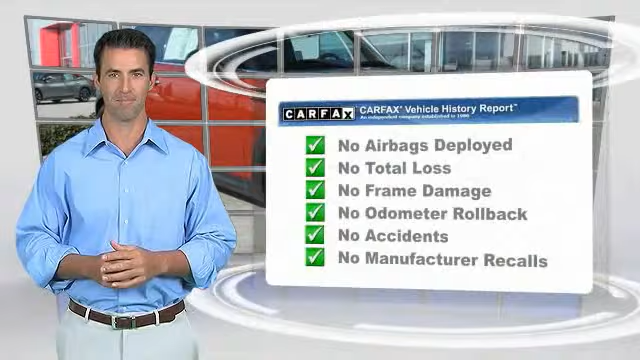 CARFAX CARFAX® Vehicle History Report™
An independent company established in 1986
No Airbags Deployed
No Total Loss
No Frame Damage
No Odometer Rollback
No Accidents
No Manufacturer Recalls